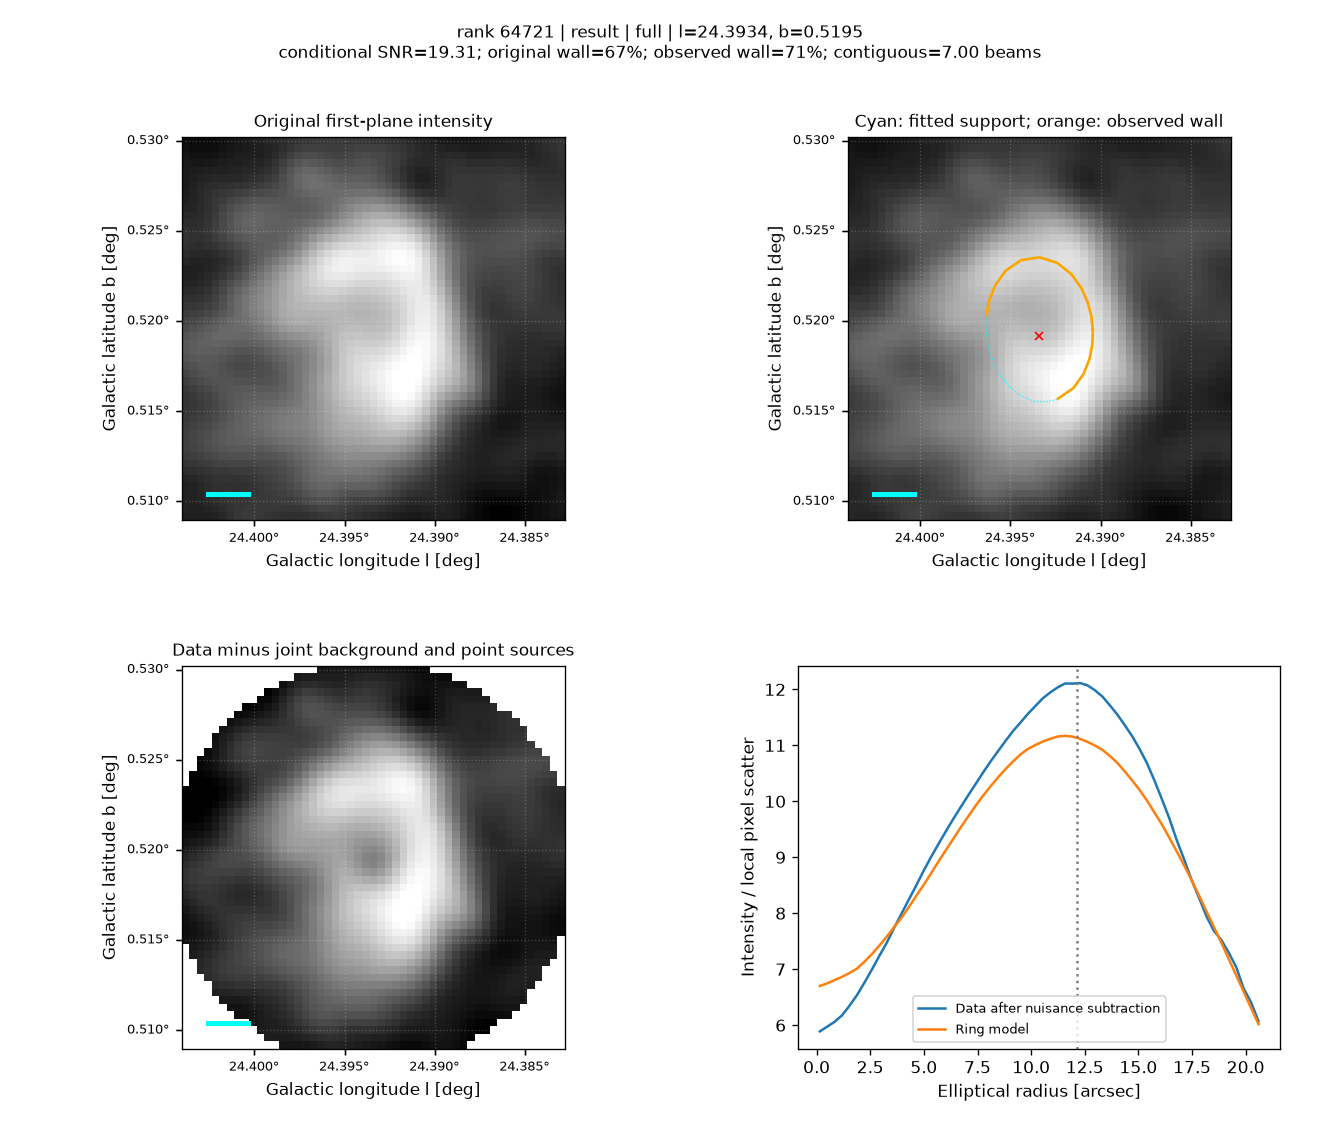 rank 64721 | result | full | l=24.3934, b=0.5195
conditional SNR=19.31; original wall=67%; observed wall=71%; contiguous=7.00 beams
Original first-plane intensity
0.530°
0.525°
0.520°
0.515°
0.510°
Galactic latitude b [deg]
24.400°
24.395°
24.390°
24.385°
Galactic longitude l [deg]
Cyan: fitted support; orange: observed wall
0.530°
0.525°
0.520°
0.515°
0.510°
Galactic latitude b [deg]
24.400°
24.395°
24.390°
24.385°
Galactic longitude l [deg]
Data minus joint background and point sources
0.530°
0.525°
0.520°
0.515°
0.510°
Galactic latitude b [deg]
24.400°
24.395°
24.390°
24.385°
Galactic longitude l [deg]
12
11
10
9
8
7
6
Intensity / local pixel scatter
Data after nuisance subtraction
Ring model
0.0
2.5
5.0
7.5
10.0
12.5
15.0
17.5
20.0
Elliptical radius [arcsec]